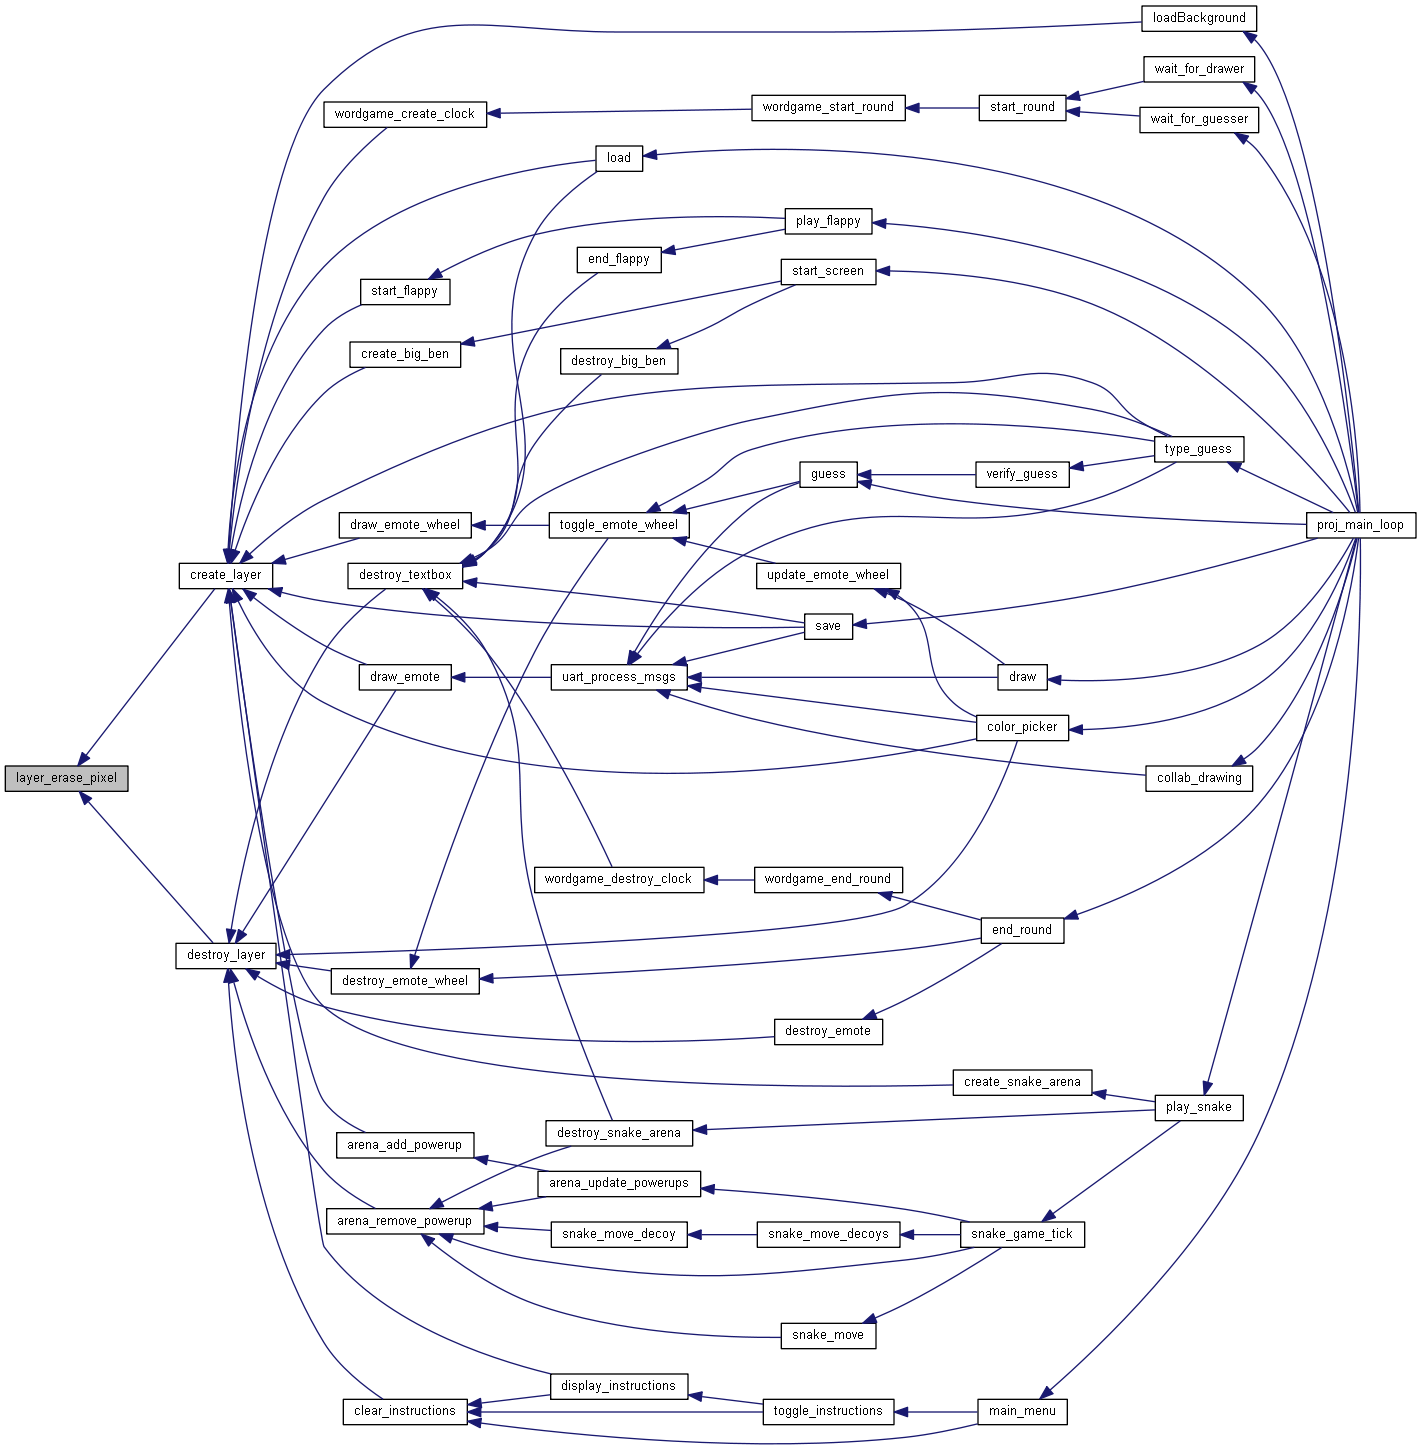 loadBackground
wait_for_drawer
wordgame_create_clock
wordgame_start_round
start_round
wait_for_guesser
load
play_flappy
end_flappy
start_screen
start_flappy
create_big_ben
destroy_big_ben
type_guess
guess
verify_guess
draw_emote_wheel
toggle_emote_wheel
proj_main_loop
create_layer
destroy_textbox
update_emote_wheel
save
draw_emote
uart_process_msgs
draw
color_picker
layer_erase_pixel
collab_drawing
wordgame_destroy_clock
wordgame_end_round
end_round
destroy_layer
destroy_emote_wheel
destroy_emote
create_snake_arena
play_snake
destroy_snake_arena
arena_add_powerup
arena_update_powerups
arena_remove_powerup
snake_move_decoy
snake_move_decoys
snake_game_tick
snake_move
display_instructions
clear_instructions
toggle_instructions
main_menu